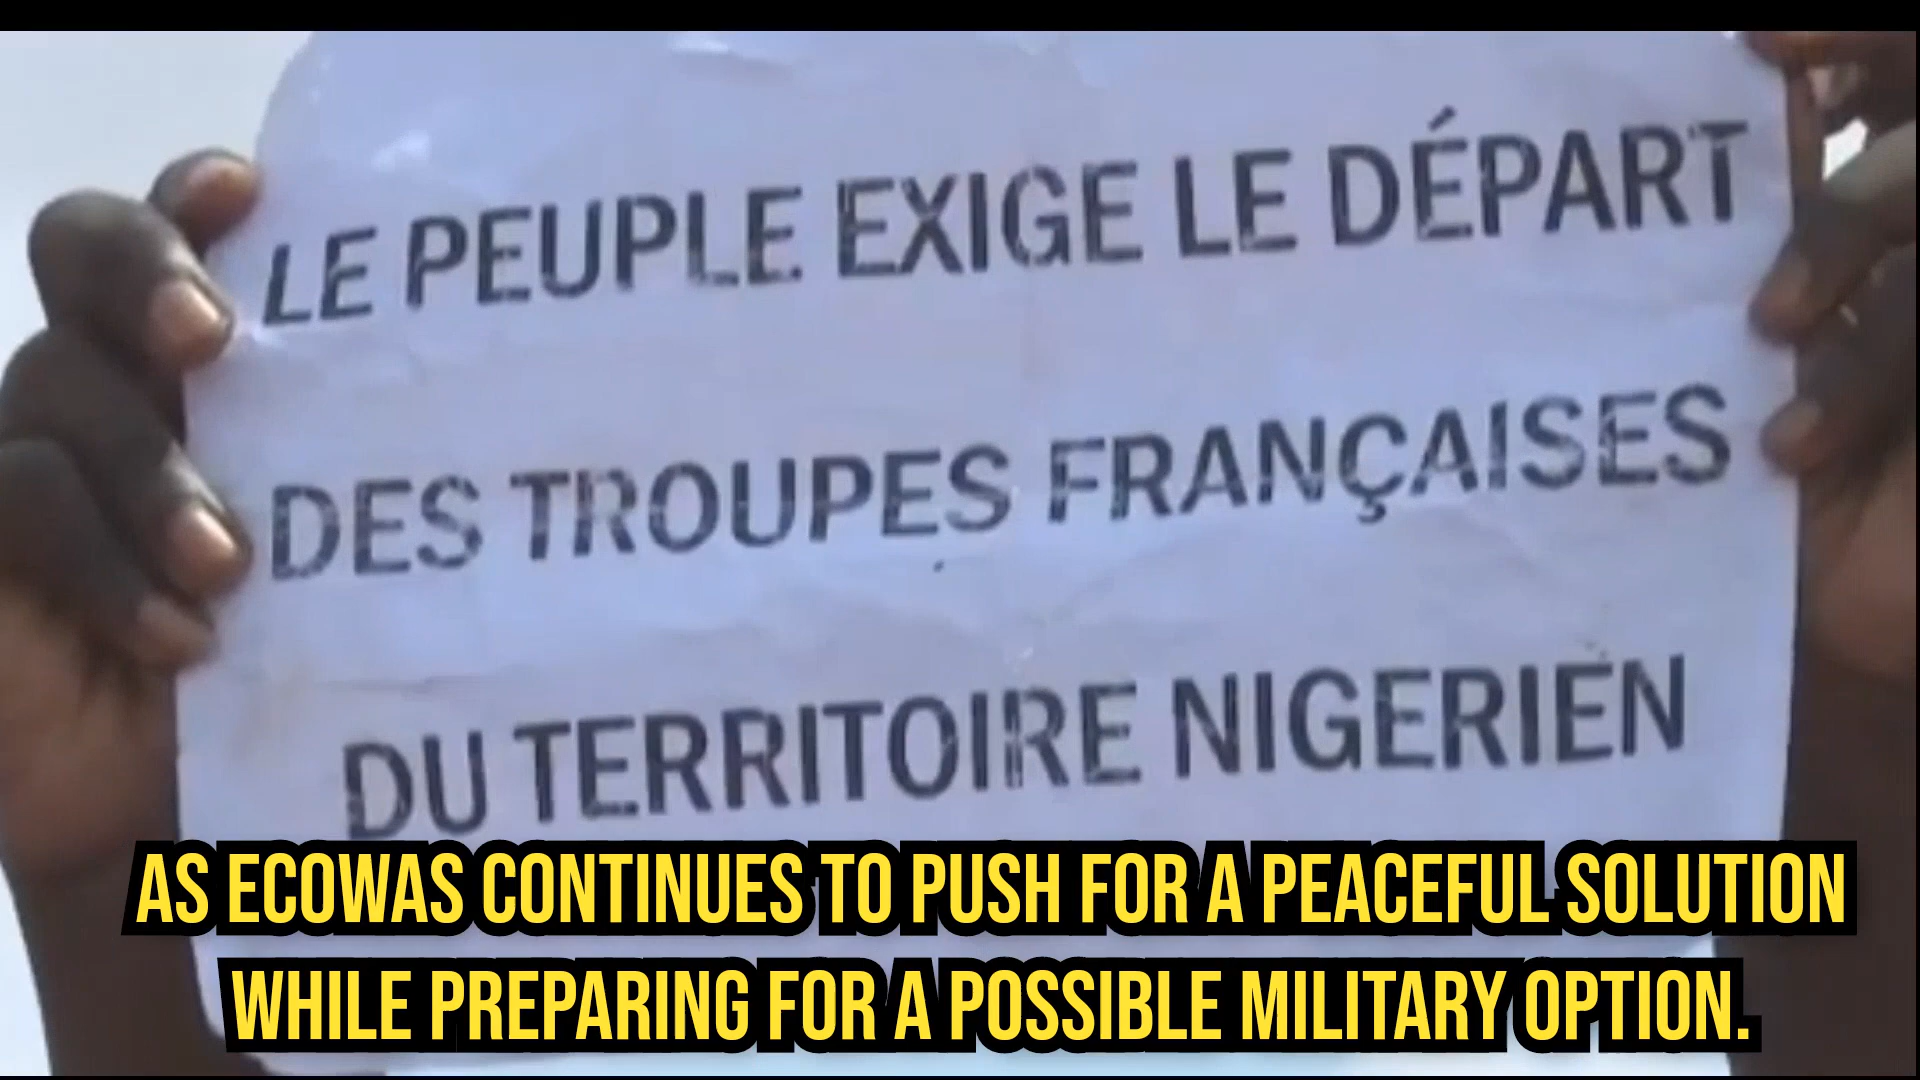 LE PEUPLE EXIGE LE DÉPART
DES TROUPES FRANÇAISES
DU TERRITOIRE NIGERIEN
AS ECOWAS CONTINUES TO PUSH FOR A PEACEFUL SOLUTION
WHILE PREPARING FOR A POSSIBLE MILITARY OPTION.